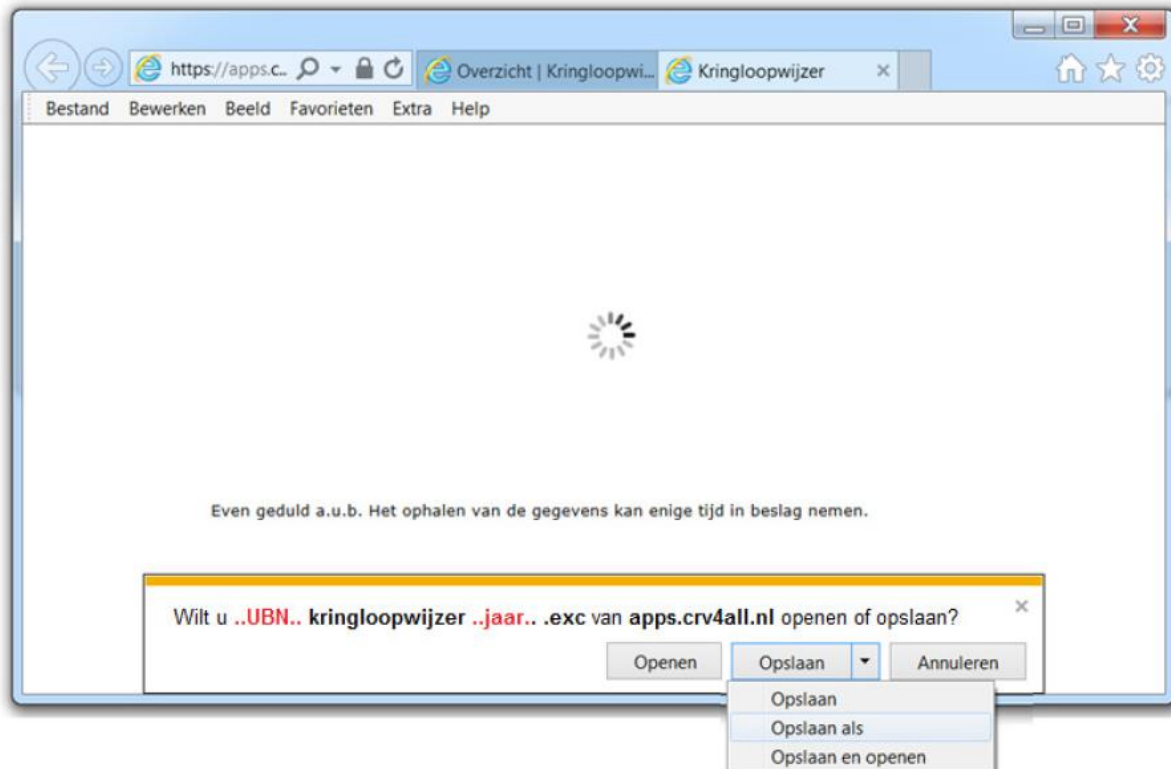 https://apps.c.. Overzicht | Kringloopwi... Kringloopwijzer
Bestand Bewerken Beeld Favorieten Extra Help
Even geduld a.u.b. Het ophalen van de gegevens kan enige tijd in beslag nemen.
Wilt u ..UBN.. kringloopwijzer ..jaar.. .exc van apps.crv4all.nl openen of opslaan?
Openen Opslaan Annuleren
Opslaan
Opslaan als
Opslaan en openen